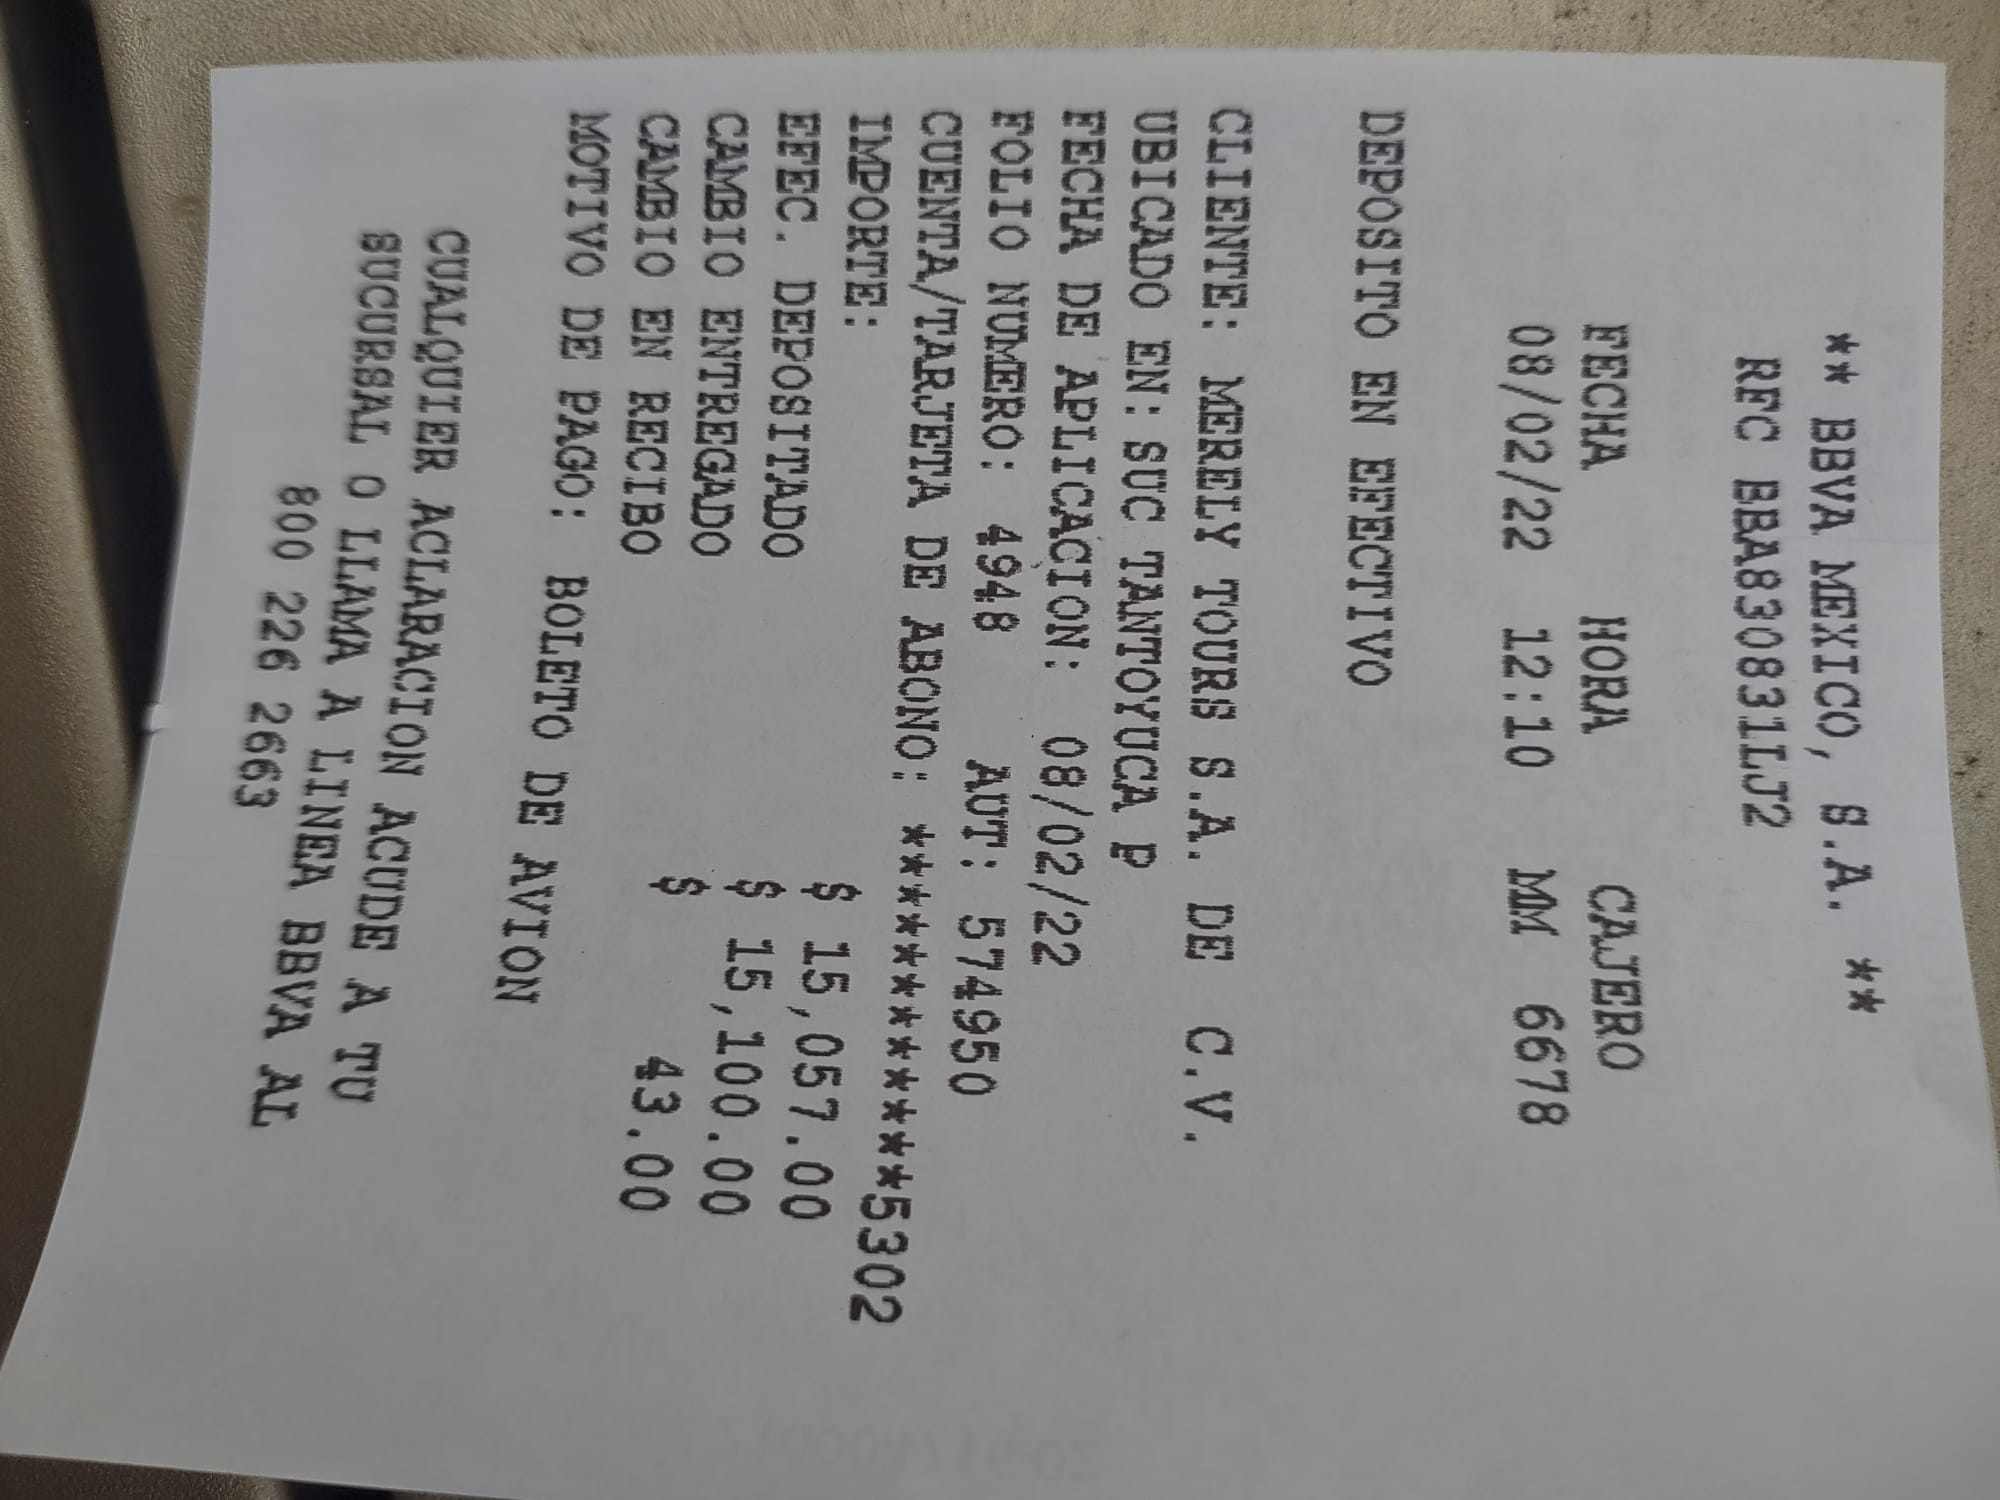 ** BBVA MEXICO, S.A. **
RFC BBA830831LJ2
FECHA HORA CAJERO
08/02/22 12:10 MM 6678
DEPOSITO EN EFECTIVO
CLIENTE: MERELY TOURS S.A. DE C.V.
UBICADO EN: SUC TANTOYUCA P
FECHA DE APLICACION: 08/02/22
FOLIO NUMERO: 4948 AUT: 574950
CUENTA/TARJETA DE ABONO: ************5302
IMPORTE: $ 15,057.00
EFEC. DEPOSITADO $ 15,100.00
CAMBIO ENTREGADO $ 43.00
CAMBIO EN RECIBO
MOTIVO DE PAGO: BOLETO DE AVION
CUALQUIER ACLARACION ACUDE A TU
SUCURSAL O LLAMA A LINEA BBVA AL
800 226 2663